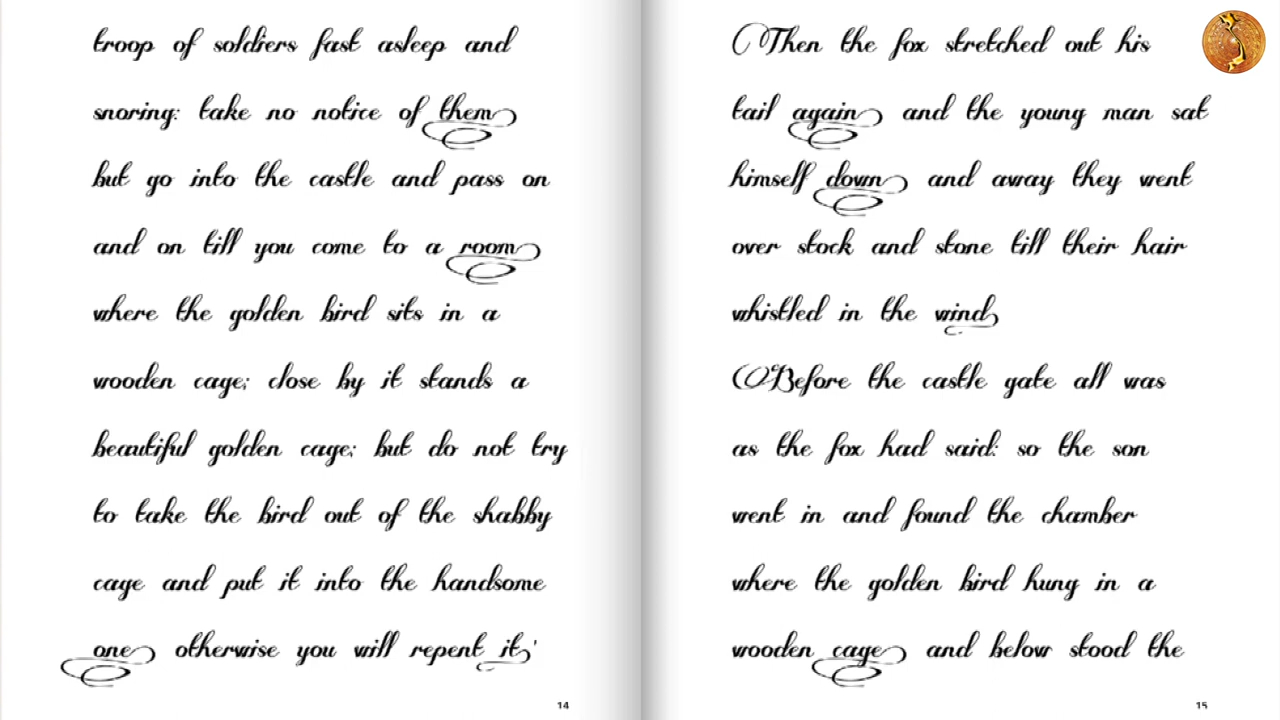 troop of soldiers fast asleep and
snoring: take no notice of them,
but go into the castle and pass on
and on till you come to a room,
where the golden bird sits in a
wooden cage; close by it stands a
beautiful golden cage; but do not try
to take the bird out of the shabby
cage and put it into the handsome
one, otherwise you will repent it.'
14
Then the fox stretched out his
tail again, and the young man sat
himself down, and away they went
over stock and stone till their hair
whistled in the wind.
Before the castle gate all was
as the fox had said: so the son
went in and found the chamber
where the golden bird hung in a
wooden cage, and below stood the
15